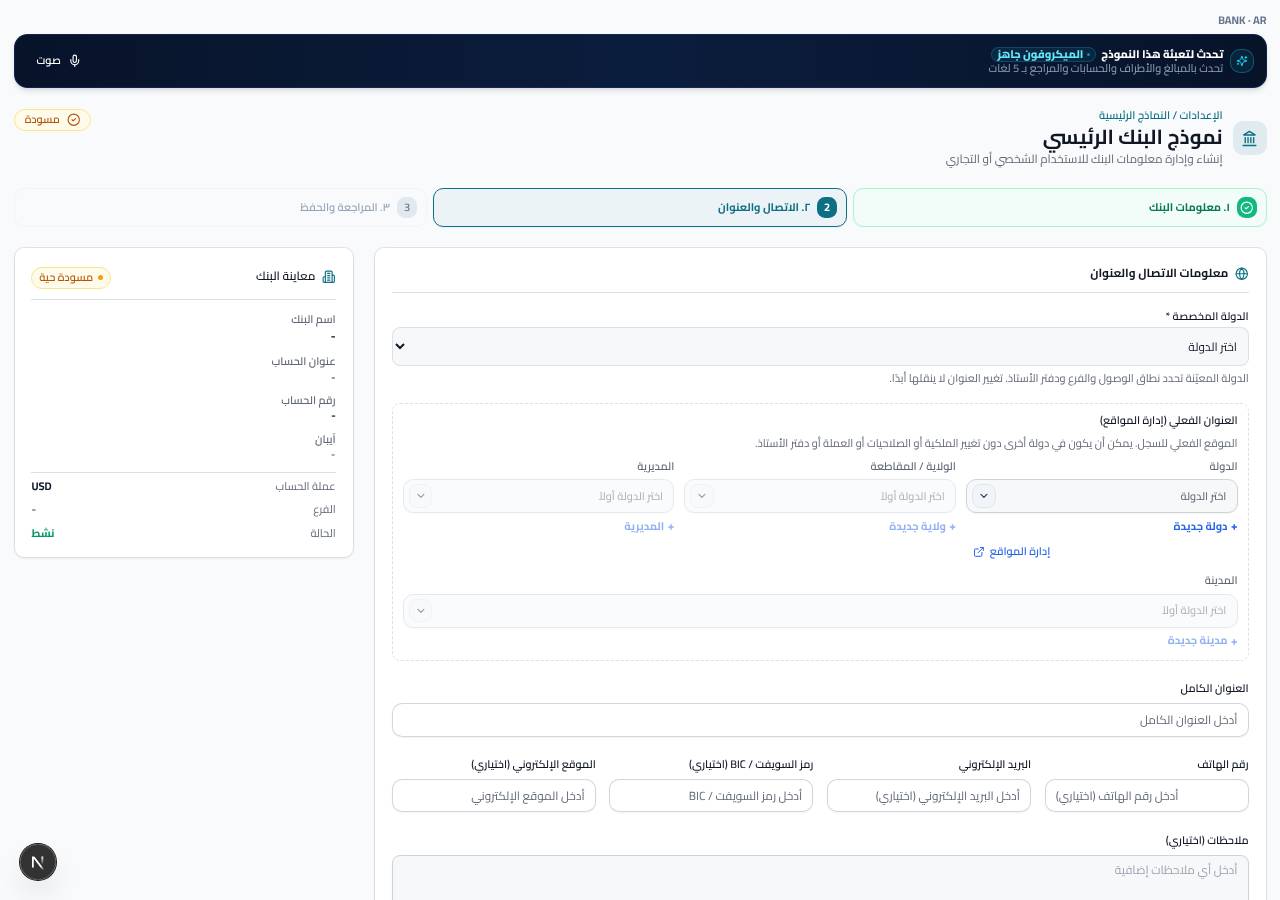 BANK · AR
تحدث لتعبئة هذا النموذج · الميكروفون جاهز
تحدث بالمبالغ والأطراف والحسابات والمراجع بـ 5 لغات
صوت
الإعدادات / النماذج الرئيسية
نموذج البنك الرئيسي
إنشاء وإدارة معلومات البنك للاستخدام الشخصي أو التجاري
مسودة
١. معلومات البنك
2 ٢. الاتصال والعنوان
3 ٣. المراجعة والحفظ
معلومات الاتصال والعنوان
الدولة المخصصة *
اختر الدولة
الدولة المعيّنة تحدد نطاق الوصول والفرع ودفتر الأستاذ. تغيير العنوان لا ينقلها أبدًا.
العنوان الفعلي (إدارة المواقع)
الموقع الفعلي للسجل. يمكن أن يكون في دولة أخرى دون تغيير الملكية أو الصلاحيات أو العملة أو دفتر الأستاذ.
الدولة
اختر الدولة
+ دولة جديدة
الولاية / المقاطعة
اختر الدولة أولاً
+ ولاية جديدة
المديرية
اختر الدولة أولاً
+ المديرية
إدارة المواقع
المدينة
اختر الدولة أولاً
+ مدينة جديدة
العنوان الكامل
أدخل العنوان الكامل
رقم الهاتف
أدخل رقم الهاتف (اختياري)
البريد الإلكتروني
أدخل البريد الإلكتروني (اختياري)
رمز السويفت / BIC (اختياري)
أدخل رمز السويفت / BIC
الموقع الإلكتروني (اختياري)
أدخل الموقع الإلكتروني
ملاحظات (اختياري)
أدخل أي ملاحظات إضافية
معاينة البنك
مسودة حية
اسم البنك
-
عنوان الحساب
-
رقم الحساب
-
آيبان
-
عملة الحساب USD
الفرع -
الحالة نشط
N